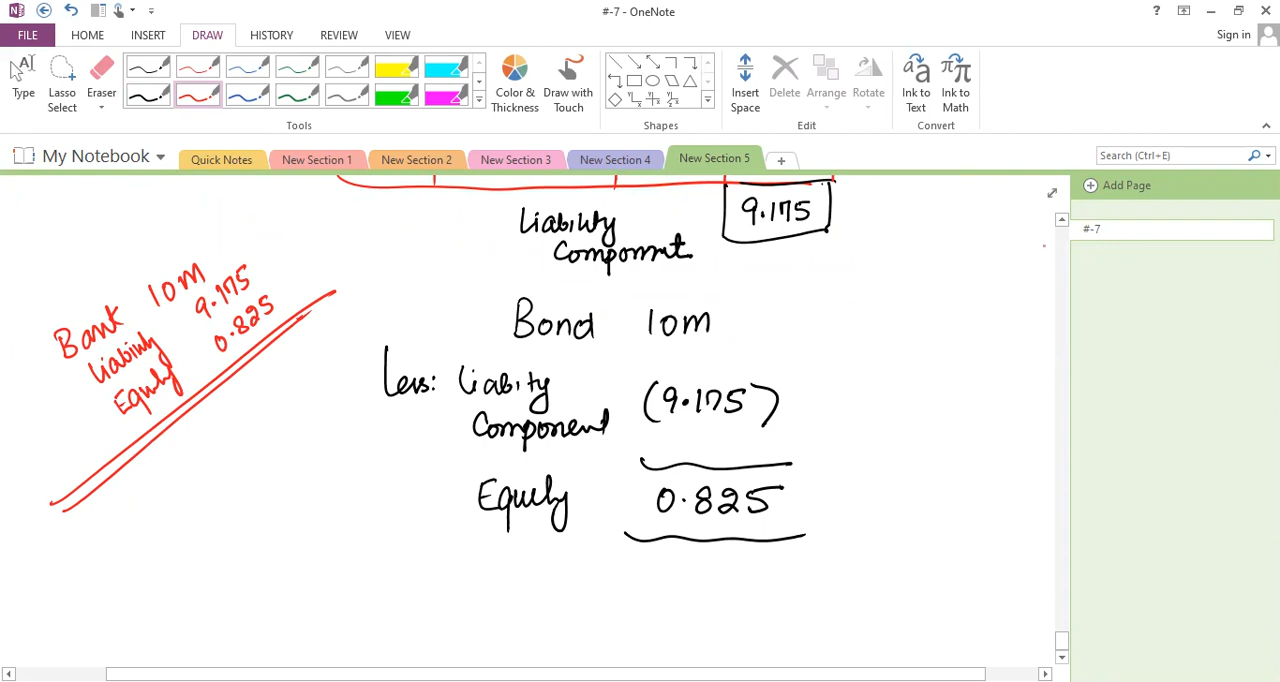 #-7 - OneNote
?
FILE HOME INSERT DRAW HISTORY REVIEW VIEW
Sign in
Type
Lasso Select
Eraser
Color & Thickness
Draw with Touch
Insert Space
Delete
Arrange
Rotate
Ink to Text
Ink to Math
Tools
Shapes
Edit
Convert
My Notebook
Quick Notes
New Section 1
New Section 2
New Section 3
New Section 4
New Section 5
Search (Ctrl+E)
Add Page
#-7
9.175
Liability
Component
Bank 10M
Liability 9.175
Equity 0.825
Bond 10M
Less: Liability
Component (9.175)
Equity 0.825